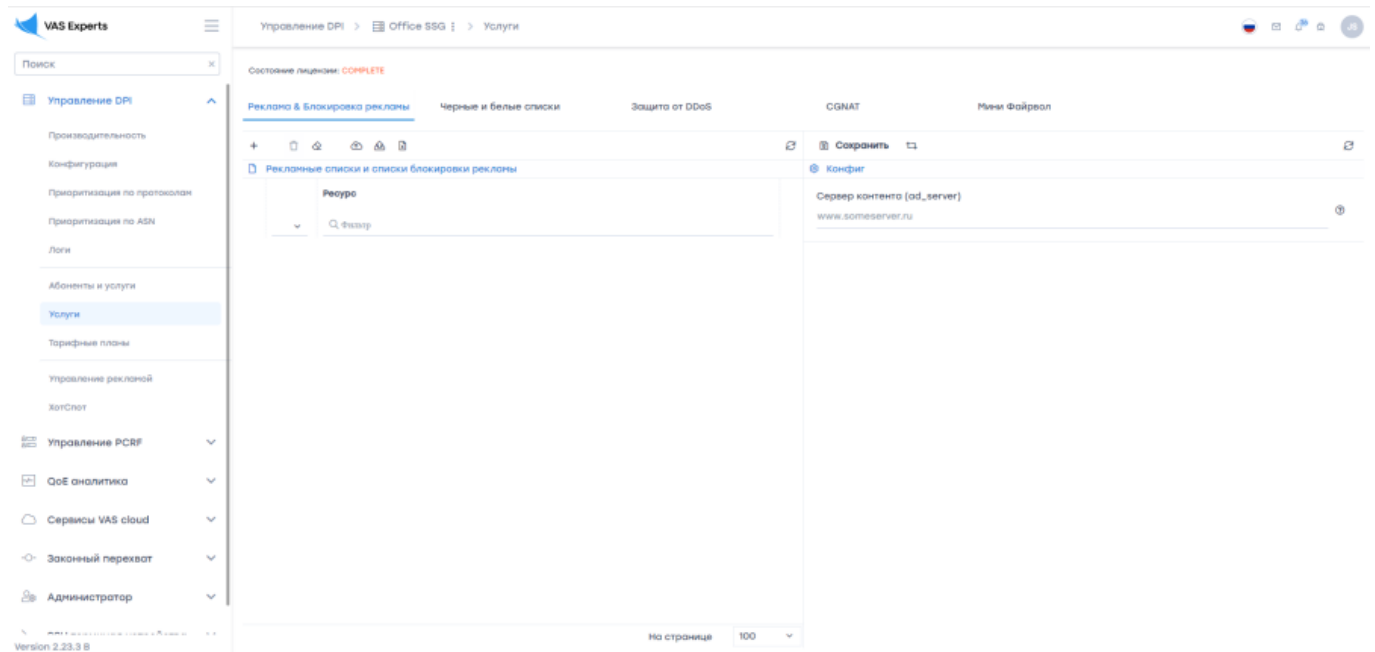 VAS Experts
Управление DPI > Office SSG > Услуги
JS
Поиск
Состояние лицензии: COMPLETE
Управление DPI
Производительность
Конфигурация
Приоритизация по протоколам
Приоритизация по ASN
Логи
Абоненты и услуги
Услуги
Тарифные планы
Управление рекламой
ХотСпот
Управление PCRF
QoE аналитика
Сервисы VAS cloud
Законный перехват
Администратор
Version 2.23.3 B
Реклама & Блокировка рекламы
Черные и белые списки
Защита от DDoS
CGNAT
Мини Файрвол
Рекламные списки и списки блокировки рекламы
Ресурс
Фильтр
На странице 100
Сохранить
Конфиг
Сервер контента (ad_server)
www.someserver.ru